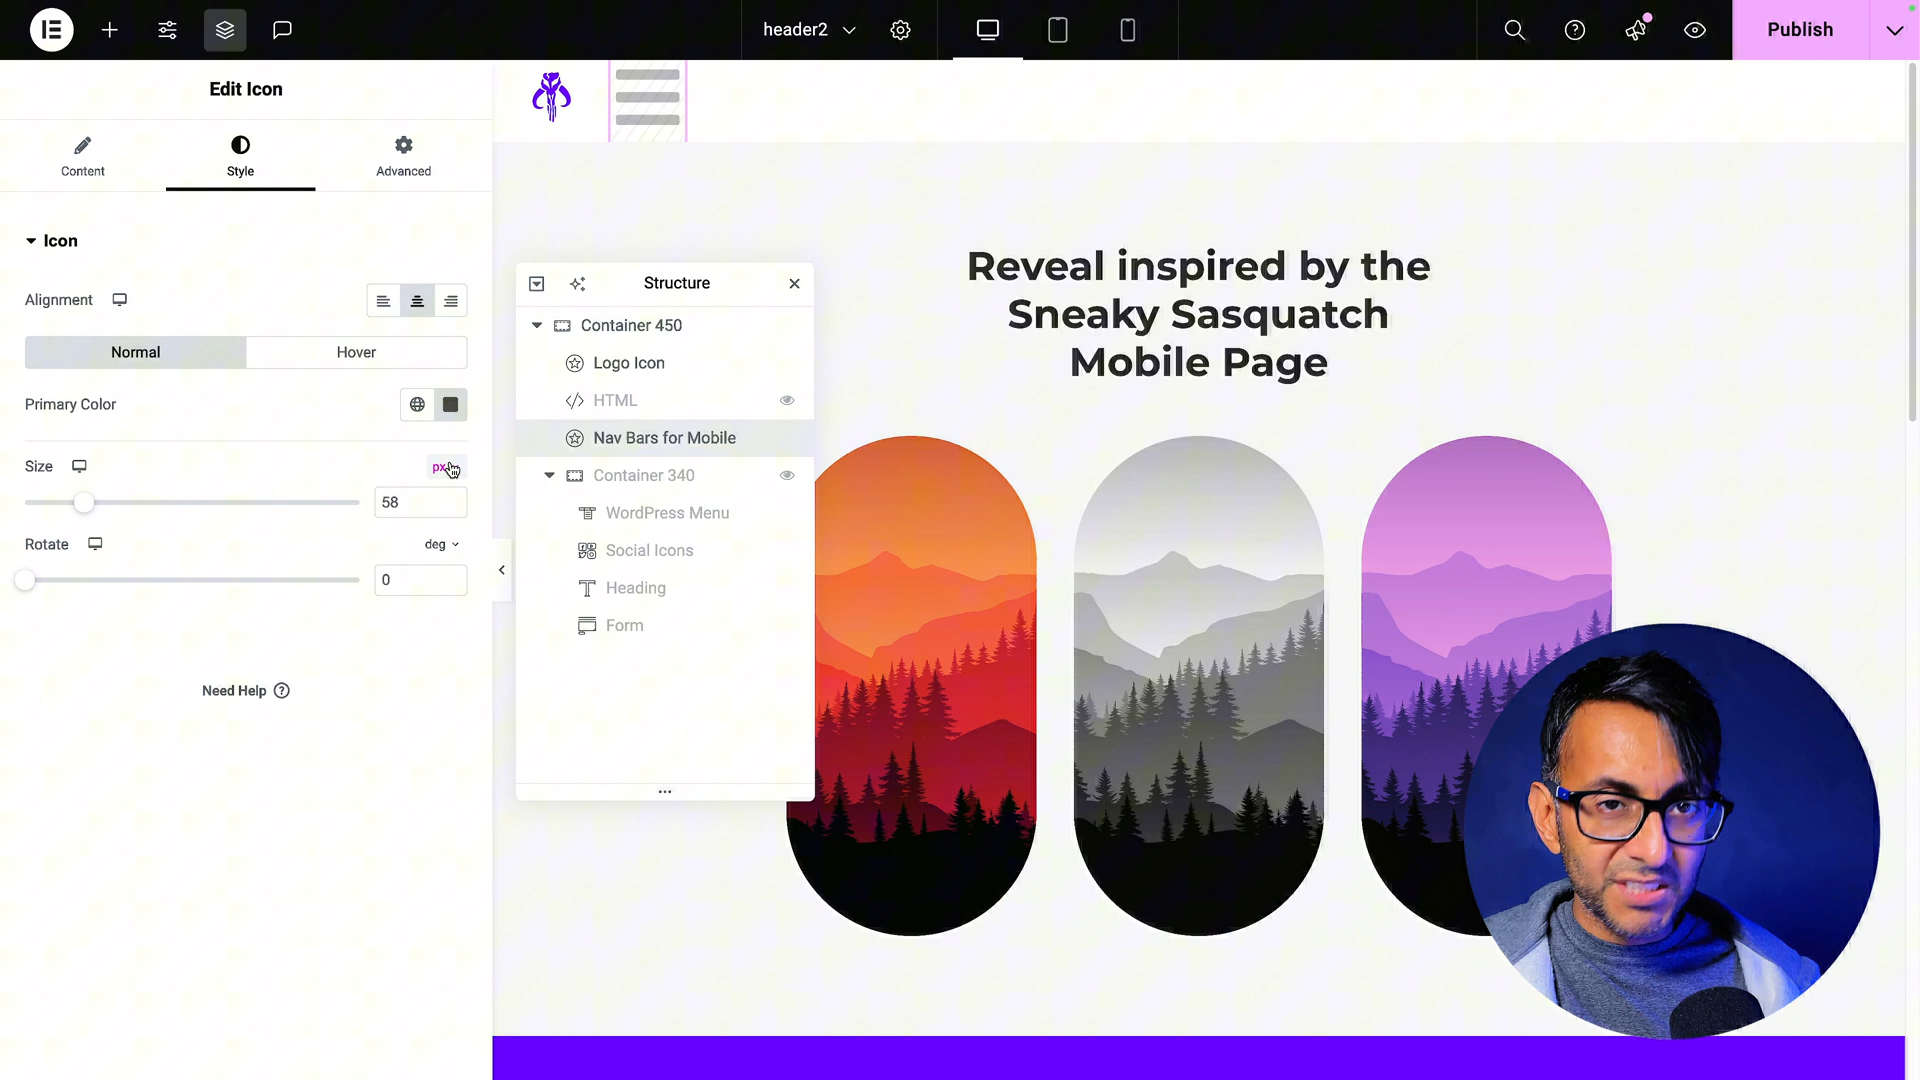 header2
Publish
Edit Icon
Content
Style
Advanced
Icon
Alignment
Normal
Hover
Primary Color
Size
px
58
Rotate
deg
0
Need Help
Structure
Container 450
Logo Icon
HTML
Nav Bars for Mobile
Container 340
WordPress Menu
Social Icons
Heading
Form
Reveal inspired by the
Sneaky Sasquatch
Mobile Page